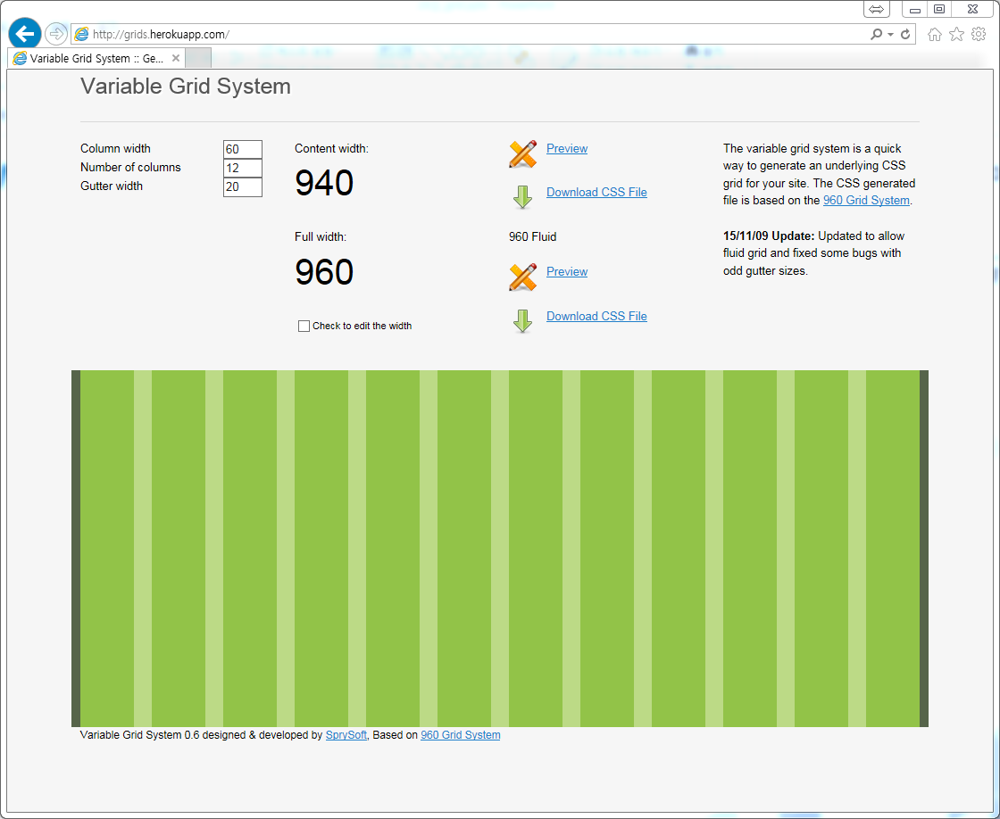 http://grids.herokuapp.com/
Variable Grid System :: Ge...
Variable Grid System
Column width 60
Number of columns 12
Gutter width 20
Content width:
940
Full width:
960
Check to edit the width
Preview
Download CSS File
960 Fluid
Preview
Download CSS File
The variable grid system is a quick
way to generate an underlying CSS
grid for your site. The CSS generated
file is based on the 960 Grid System.
15/11/09 Update: Updated to allow
fluid grid and fixed some bugs with
odd gutter sizes.
Variable Grid System 0.6 designed & developed by SprySoft, Based on 960 Grid System